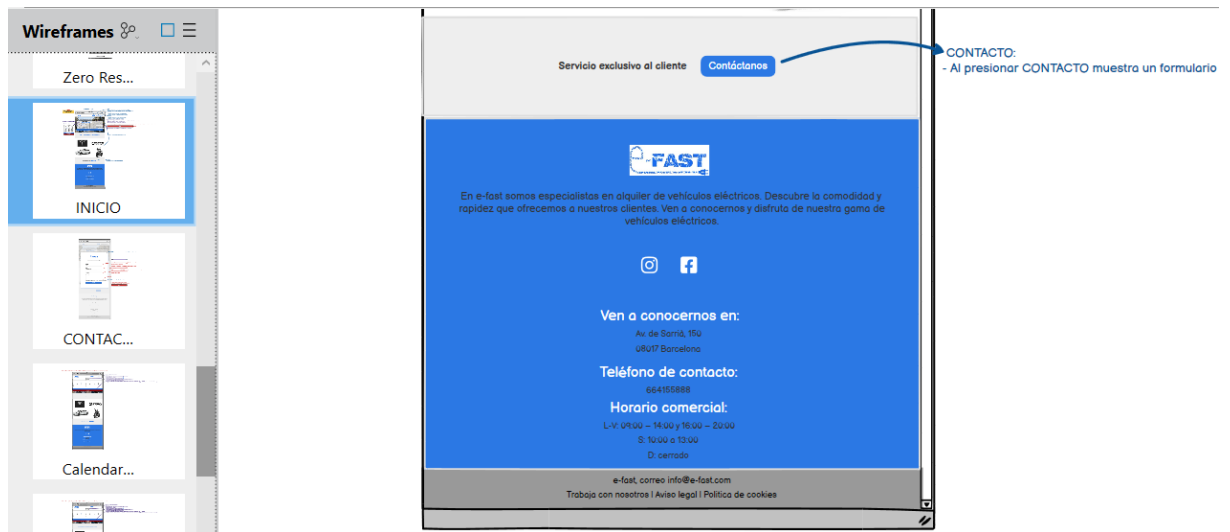 Wireframes
Zero Res...
INICIO
CONTAC...
Calendar...
Servicio exclusivo al cliente
Contáctanos
CONTACTO:
- Al presionar CONTACTO muestra un formulario
e-FAST
En e-fast somos especialistas en alquiler de vehículos eléctricos. Descubre la comodidad y
rapidez que ofrecemos a nuestros clientes. Ven a conocernos y disfruta de nuestra gama de
vehículos eléctricos.
Ven a conocernos en:
Av. de Sarriá, 150
08017 Barcelona
Teléfono de contacto:
664155888
Horario comercial:
L-V: 09:00 – 14:00 y 16:00 – 20:00
S: 10:00 a 13:00
D: cerrado
e-fast, correo info@e-fast.com
Trabaja con nosotros | Aviso legal | Politica de cookies